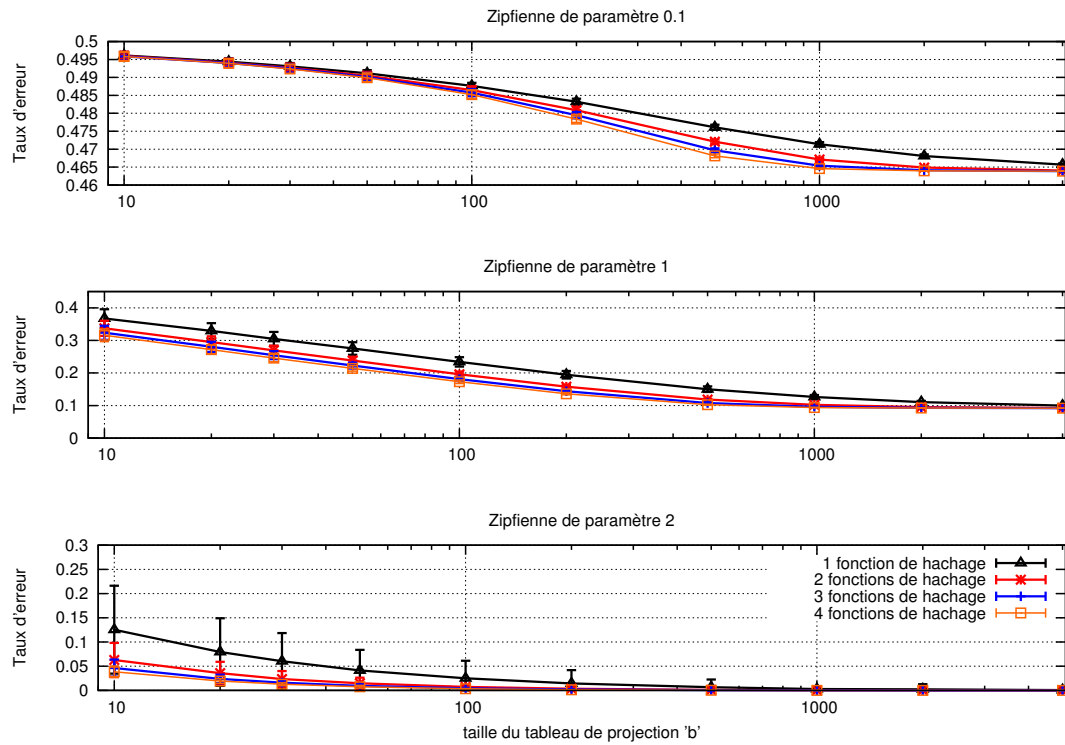 Zipfienne de paramètre 0.1
Taux d'erreur
0.5
0.495
0.49
0.485
0.48
0.475
0.47
0.465
0.46
10 100 1000
Zipfienne de paramètre 1
Taux d'erreur
0.4
0.3
0.2
0.1
0
10 100 1000
Zipfienne de paramètre 2
Taux d'erreur
0.3
0.25
0.2
0.15
0.1
0.05
0
1 fonction de hachage
2 fonctions de hachage
3 fonctions de hachage
4 fonctions de hachage
10 100 1000
taille du tableau de projection 'b'